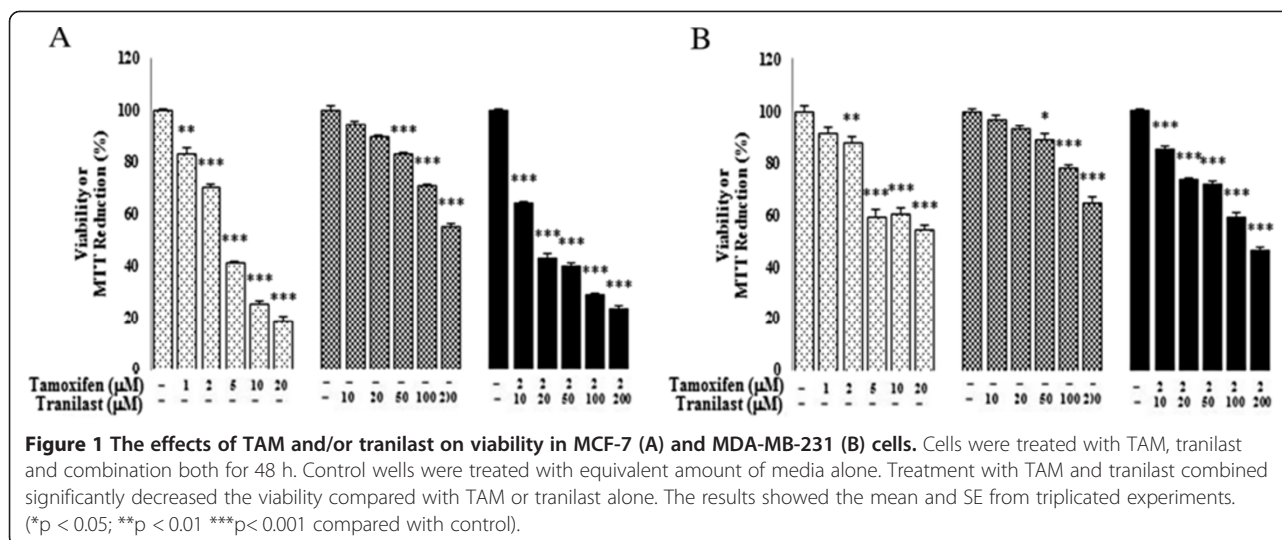 A
Viability or
MTT Reduction (%)
120
100
80
60
40
20
0
** *** *** *** ***
*** *** ***
*** *** *** *** ***
Tamoxifen (µM) – 1 2 5 10 20 – – – – – – – 2 2 2 2 2
Tranilast (µM) – – – – – – – 10 20 50 100 200 – 10 20 50 100 200
B
Viability or
MTT Reduction (%)
120
100
80
60
40
20
0
** *** *** ***
* *** ***
*** *** *** *** ***
Tamoxifen (µM) – 1 2 5 10 20 – – – – – – – 2 2 2 2 2
Tranilast (µM) – – – – – – – 10 20 50 100 200 – 10 20 50 100 200
Figure 1 The effects of TAM and/or tranilast on viability in MCF-7 (A) and MDA-MB-231 (B) cells. Cells were treated with TAM, tranilast
and combination both for 48 h. Control wells were treated with equivalent amount of media alone. Treatment with TAM and tranilast combined
significantly decreased the viability compared with TAM or tranilast alone. The results showed the mean and SE from triplicated experiments.
(*p < 0.05; **p < 0.01 ***p< 0.001 compared with control).